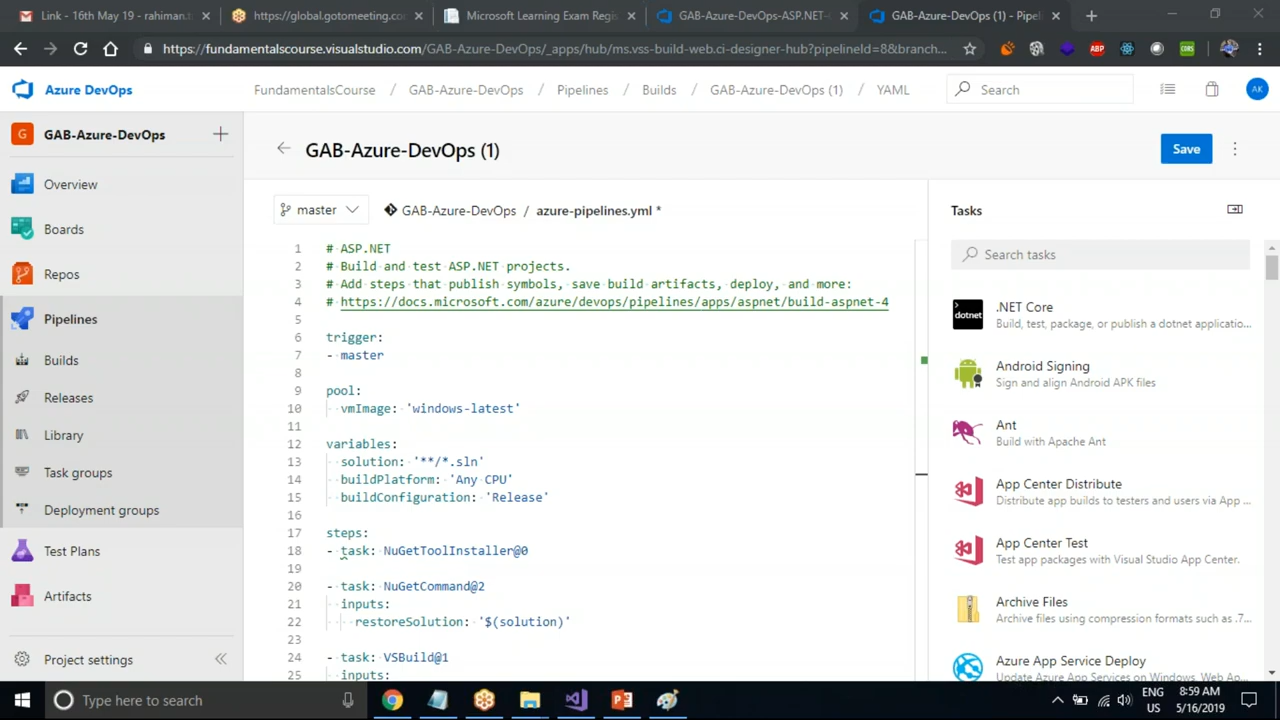 Link - 16th May 19 - rahiman.t
https://global.gotomeeting.co
Microsoft Learning Exam Regis
GAB-Azure-DevOps-ASP.NET-
GAB-Azure-DevOps (1) - Pipel
https://fundamentalscourse.visualstudio.com/GAB-Azure-DevOps/_apps/hub/ms.vss-build-web.ci-designer-hub?pipelineId=8&branch...
ABP
CORS
Azure DevOps
FundamentalsCourse / GAB-Azure-DevOps / Pipelines / Builds / GAB-Azure-DevOps (1) / YAML
Search
AK
G GAB-Azure-DevOps
Overview
Boards
Repos
Pipelines
Builds
Releases
Library
Task groups
Deployment groups
Test Plans
Artifacts
Project settings
GAB-Azure-DevOps (1)
Save
master
GAB-Azure-DevOps / azure-pipelines.yml *
1 # ASP.NET
2 # Build and test ASP.NET projects.
3 # Add steps that publish symbols, save build artifacts, deploy, and more:
4 # https://docs.microsoft.com/azure/devops/pipelines/apps/aspnet/build-aspnet-4
5
6 trigger:
7 - master
8
9 pool:
10 vmImage: 'windows-latest'
11
12 variables:
13 solution: '**/*.sln'
14 buildPlatform: 'Any CPU'
15 buildConfiguration: 'Release'
16
17 steps:
18 - task: NuGetToolInstaller@0
19
20 - task: NuGetCommand@2
21 inputs:
22 restoreSolution: '$(solution)'
23
24 - task: VSBuild@1
25 inputs:
Tasks
Search tasks
dotnet
.NET Core
Build, test, package, or publish a dotnet applicatio...
Android Signing
Sign and align Android APK files
Ant
Build with Apache Ant
App Center Distribute
Distribute app builds to testers and users via App ...
App Center Test
Test app packages with Visual Studio App Center.
Archive Files
Archive files using compression formats such as .7...
Azure App Service Deploy
Update Azure App Services on Windows, Web Ap...
Type here to search
ENG
US
8:59 AM
5/16/2019